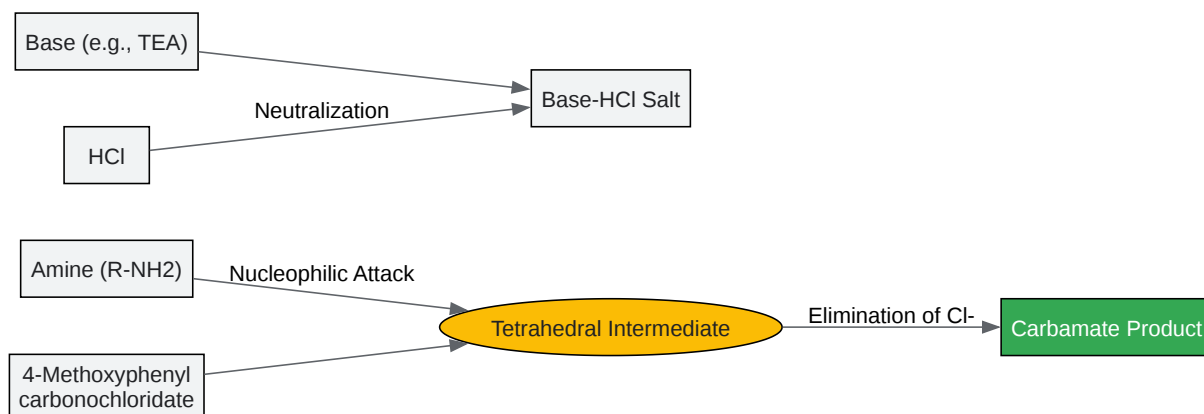 Base (e.g., TEA)
Base-HCl Salt
Neutralization
HCl
Amine (R-NH2)
Nucleophilic Attack
Tetrahedral Intermediate
Elimination of Cl-
Carbamate Product
4-Methoxyphenyl
carbonochloridate